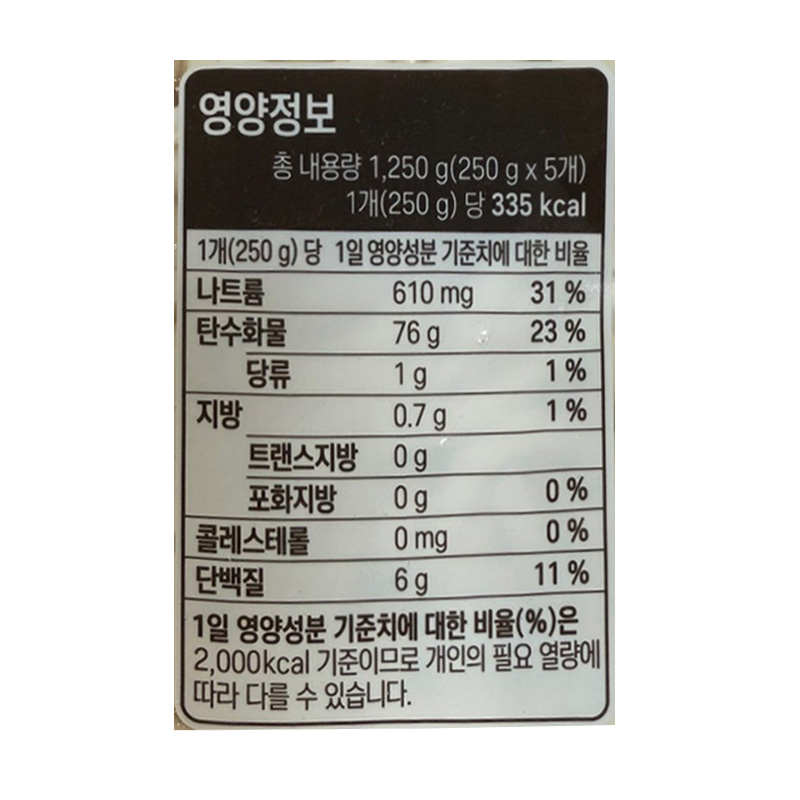 영양정보
총 내용량 1,250 g(250 g x 5개)
1개(250 g) 당 335 kcal
1개(250 g) 당 1일 영양성분 기준치에 대한 비율
나트륨 610 mg 31 %
탄수화물 76 g 23 %
당류 1 g 1 %
지방 0.7 g 1 %
트랜스지방 0 g
포화지방 0 g 0 %
콜레스테롤 0 mg 0 %
단백질 6 g 11 %
1일 영양성분 기준치에 대한 비율(%)은
2,000kcal 기준이므로 개인의 필요 열량에
따라 다를 수 있습니다.